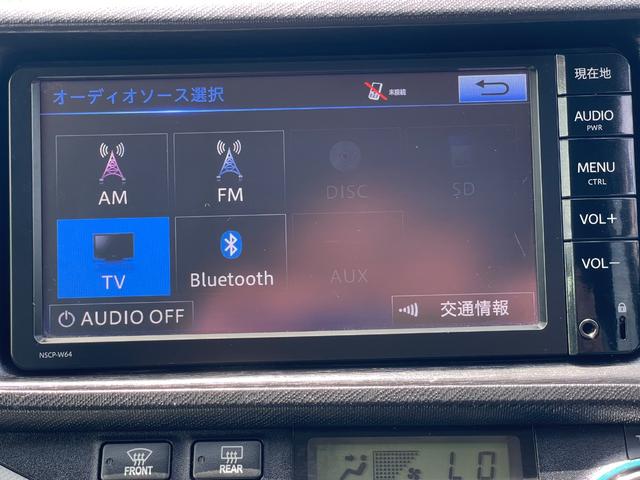 オーディオソース選択
未接続
現在地
AUDIO
PWR
AM
FM
DISC
SD
MENU
CTRL
TV
Bluetooth
AUX
VOL+
VOL−
AUDIO OFF
交通情報
NSCP-W64
FRONT
REAR
LO